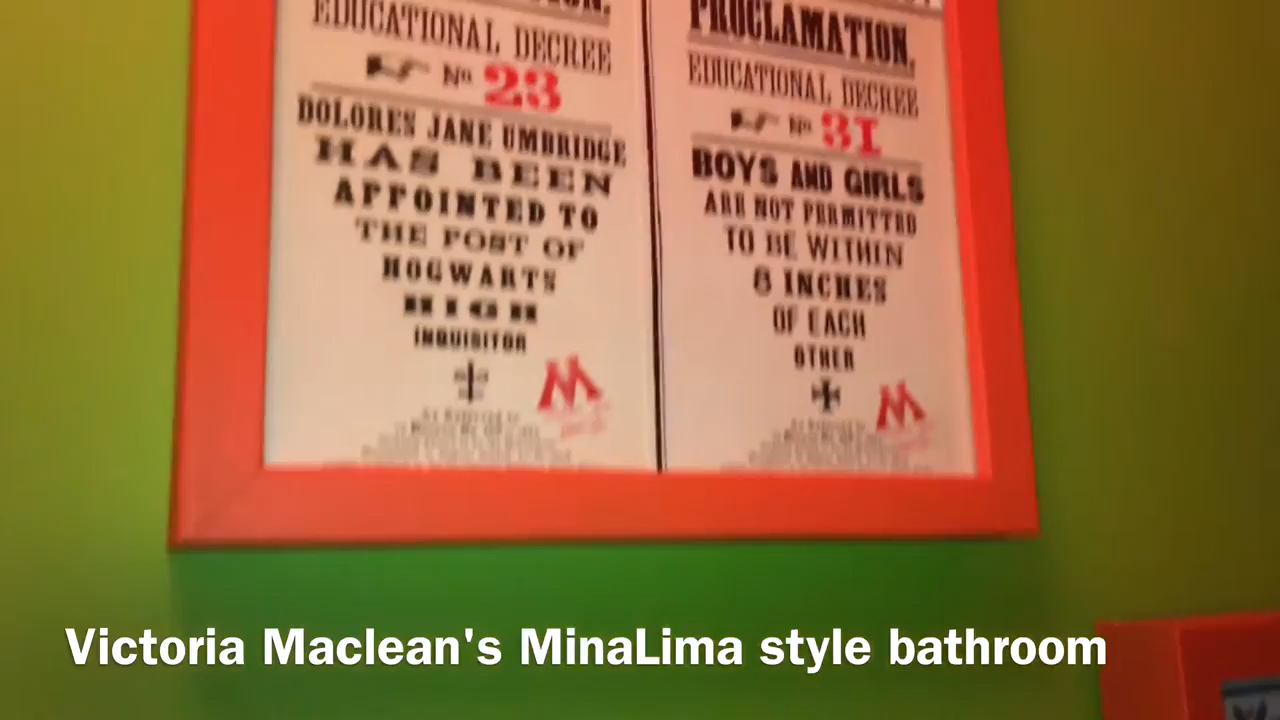 EDUCATIONAL DECREE
Nº 23
DOLORES JANE UMBRIDGE
HAS BEEN
APPOINTED TO
THE POST OF
HOGWARTS
HIGH
INQUISITOR
M
PROCLAMATION.
EDUCATIONAL DECREE
Nº 31
BOYS AND GIRLS
ARE NOT PERMITTED
TO BE WITHIN
8 INCHES
OF EACH
OTHER
M
Victoria Maclean's MinaLima style bathroom